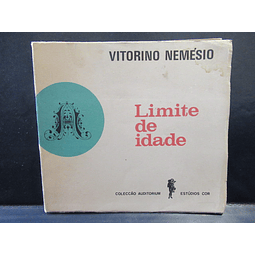 VITORINO NEMÉSIO
Limite
de
idade
COLECÇÃO AUDITORIUM ESTÚDIOS COR